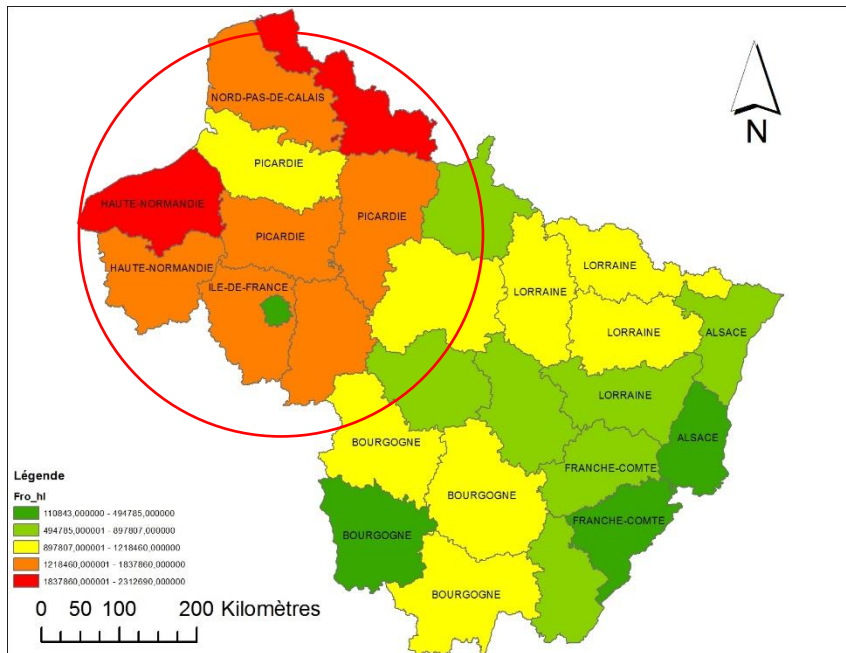 NORD-PAS-DE-CALAIS
PICARDIE
HAUTE-NORMANDIE
PICARDIE
PICARDIE
HAUTE-NORMANDIE
ILE-DE-FRANCE
N
LORRAINE
LORRAINE
LORRAINE
ALSACE
LORRAINE
ALSACE
BOURGOGNE
FRANCHE-COMTE
BOURGOGNE
FRANCHE-COMTE
BOURGOGNE
BOURGOGNE
Légende
Fro_hl
110843,000000 - 494785,000000
494785,000001 - 897807,000000
897807,000001 - 1218460,000000
1218460,000001 - 1837860,000000
1837860,000001 - 2312690,000000
0 50 100 200 Kilomètres